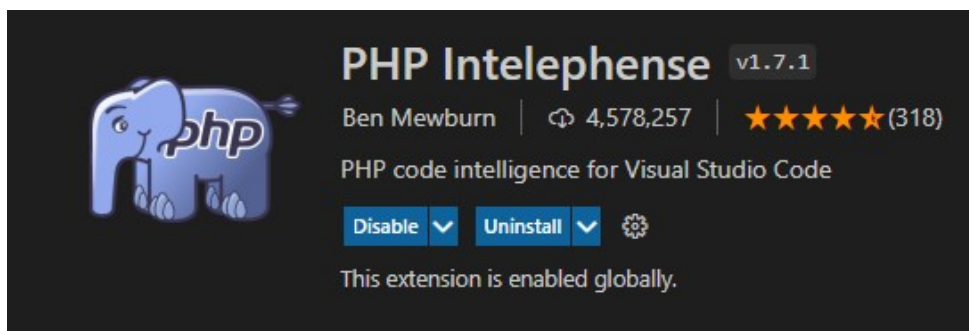 PHP Intelephense v1.7.1
Ben Mewburn 4,578,257 (318)
php
PHP code intelligence for Visual Studio Code
Disable Uninstall
This extension is enabled globally.